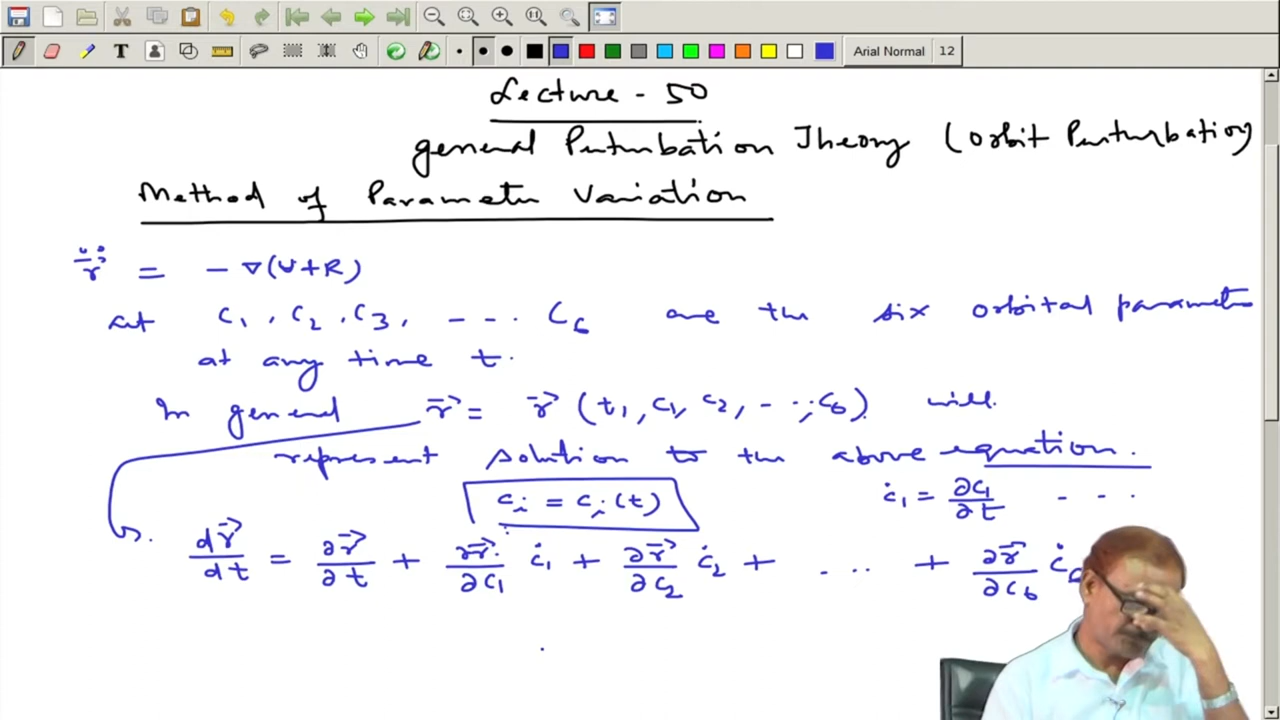 Arial Normal 12
Lecture - 50
general Perturbation Theory (Orbit Perturbation)
Method of Parameter Variation
r̈⃗ = - ∇(U+R)
at c₁, c₂, c₃, - - - . c₆ are the six orbital parameter
at any time t.
In general r⃗ = r⃗ (t, c₁, c₂, - - ., c₆) will
represent solution to the above equation.
cᵢ = cᵢ(t)
ċ₁ = ∂c₁/∂t - - .
dr⃗/dt = ∂r⃗/∂t + ∂r⃗/∂c₁ ċ₁ + ∂r⃗/∂c₂ ċ₂ + . . .. + ∂r⃗/∂c₆ ċ₆